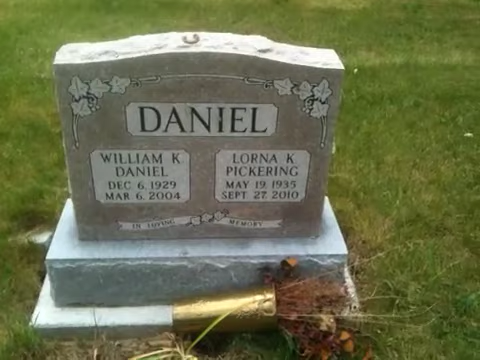 DANIEL
WILLIAM K.
DANIEL
DEC. 6, 1929
MAR. 6, 2004
LORNA K.
PICKERING
MAY 19, 1935
SEPT. 27, 2010
IN LOVING MEMORY